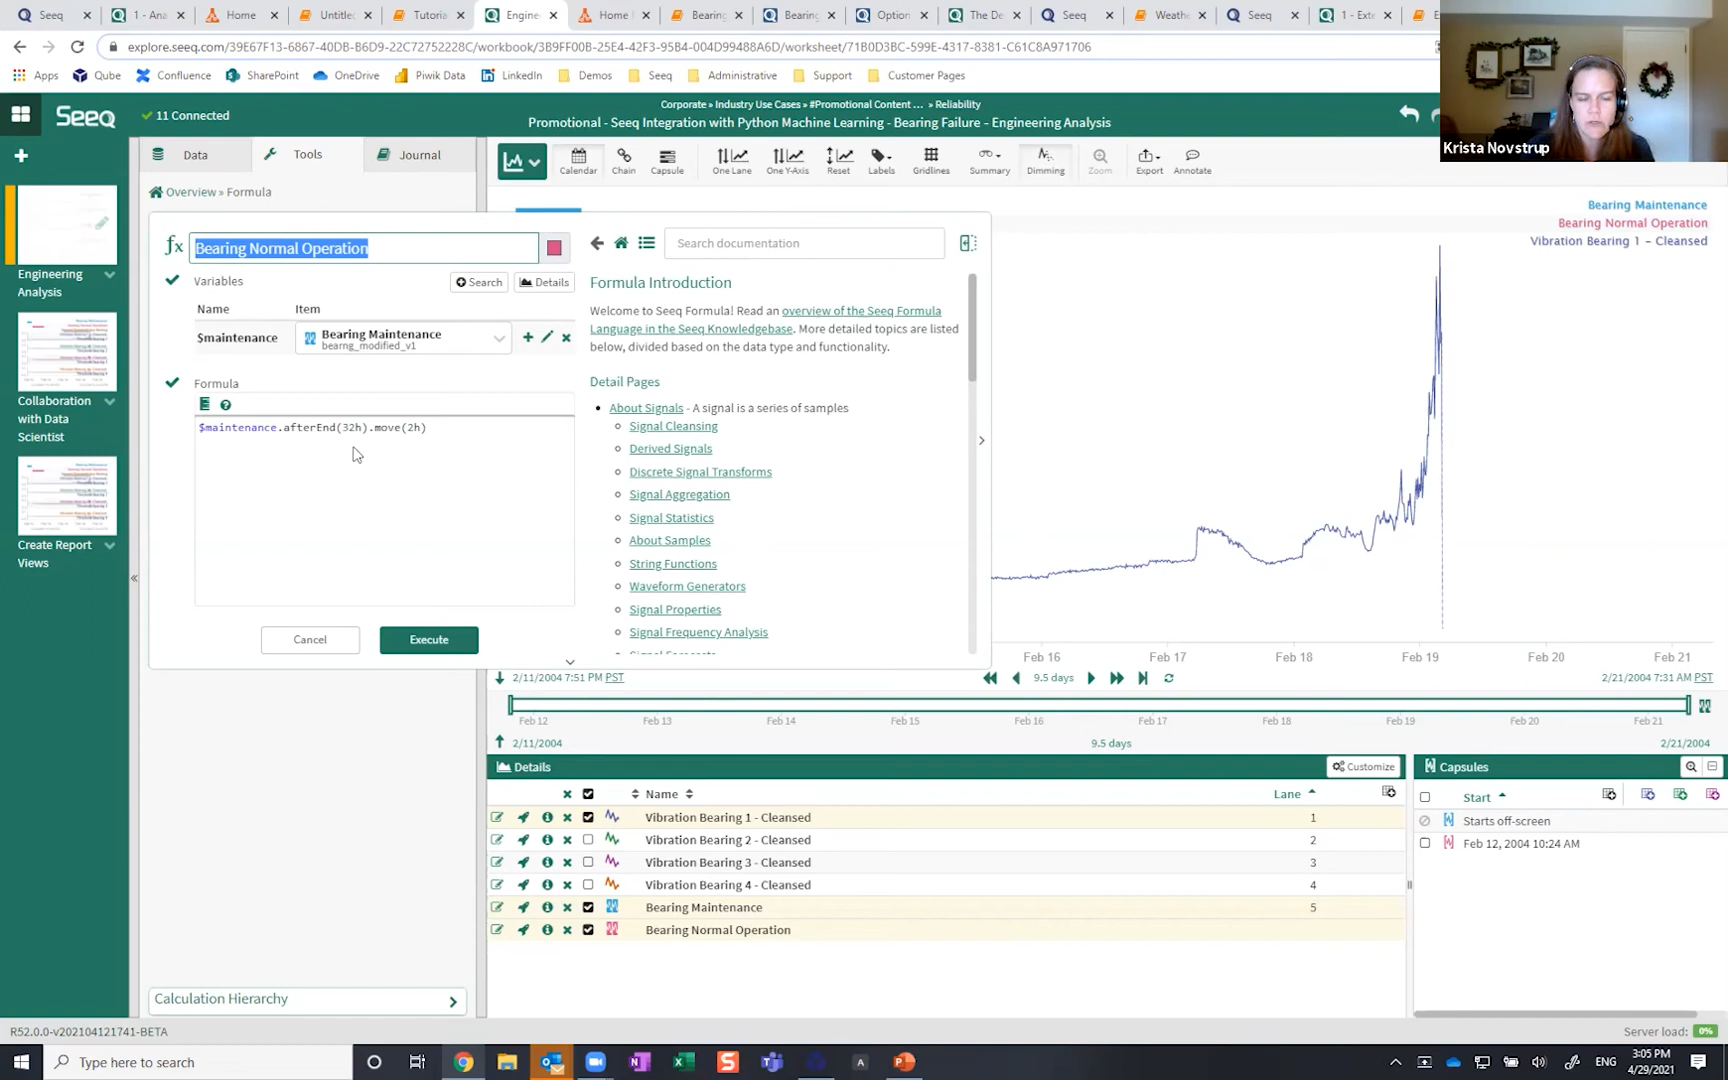 Seeq
1 - Ana
Home
Untitle
Tutoria
Engine
Home
Bearing
Bearing
Option
The De
Seeq
Weathe
Seeq
1 - Ext
explore.seeq.com/39E67F13-6867-40DB-B6D9-22C72752228C/workbook/3B9FF00B-25E4-42F3-95B4-004D99488A6D/worksheet/71B0D3BC-599E-4317-8381-C61C8A971706
Apps
Qube
Confluence
SharePoint
OneDrive
Piwik Data
LinkedIn
Demos
Seeq
Administrative
Support
Customer Pages
Krista Novstrup
Seeq
11 Connected
Corporate » Industry Use Cases » #Promotional Content ... » Reliability
Promotional - Seeq Integration with Python Machine Learning - Bearing Failure - Engineering Analysis
Data
Tools
Journal
Calendar
Chain
Capsule
One Lane
One Y-Axis
Reset
Labels
Gridlines
Summary
Dimming
Zoom
Export
Annotate
Overview » Formula
Engineering
Analysis
Collaboration
with Data
Scientist
Create Report
Views
Bearing Maintenance
Bearing Normal Operation
Vibration Bearing 1 - Cleansed
fx
Bearing Normal Operation
Variables
Search
Details
Name
Item
$maintenance
Bearing Maintenance
bearng_modified_v1
Formula
$maintenance.afterEnd(32h).move(2h)
Cancel
Execute
Search documentation
Formula Introduction
Welcome to Seeq Formula! Read an overview of the Seeq Formula
Language in the Seeq Knowledgebase. More detailed topics are listed
below, divided based on the data type and functionality.
Detail Pages
About Signals - A signal is a series of samples
Signal Cleansing
Derived Signals
Discrete Signal Transforms
Signal Aggregation
Signal Statistics
About Samples
String Functions
Waveform Generators
Signal Properties
Signal Frequency Analysis
Feb 16
Feb 17
Feb 18
Feb 19
Feb 20
Feb 21
2/11/2004 7:51 PM PST
9.5 days
2/21/2004 7:31 AM PST
Feb 12
Feb 13
Feb 14
Feb 15
Feb 16
Feb 17
Feb 18
Feb 19
Feb 20
Feb 21
2/11/2004
9.5 days
2/21/2004
Details
Customize
Name
Lane
Vibration Bearing 1 - Cleansed
1
Vibration Bearing 2 - Cleansed
2
Vibration Bearing 3 - Cleansed
3
Vibration Bearing 4 - Cleansed
4
Bearing Maintenance
5
Bearing Normal Operation
Capsules
Start
Starts off-screen
Feb 12, 2004 10:24 AM
Calculation Hierarchy
R52.0.0-v202104121741-BETA
Server load: 0%
Type here to search
ENG
3:05 PM
4/29/2021